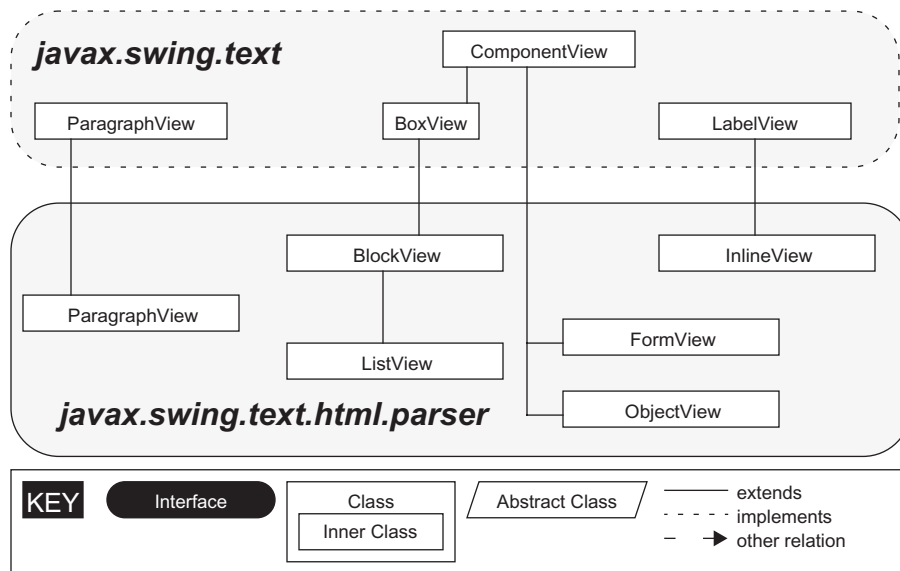 javax.swing.text
ComponentView
ParagraphView
BoxView
LabelView
BlockView
InlineView
ParagraphView
FormView
ListView
ObjectView
javax.swing.text.html.parser
KEY
Interface
Class
Inner Class
Abstract Class
extends
implements
other relation